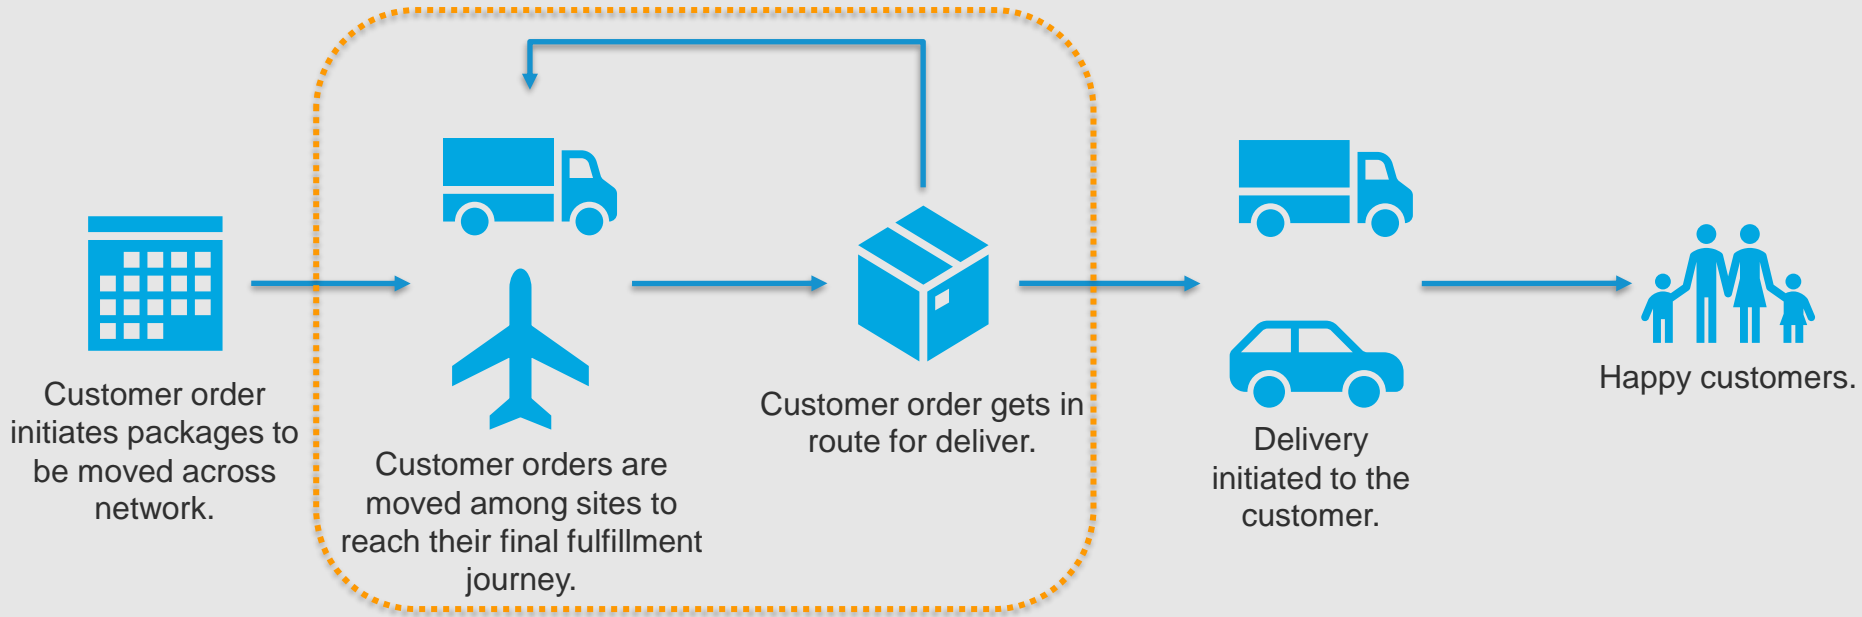 Customer order
initiates packages to
be moved across
network.
Customer orders are
moved among sites to
reach their final fulfillment
journey.
Customer order gets in
route for deliver.
Delivery
initiated to the
customer.
Happy customers.